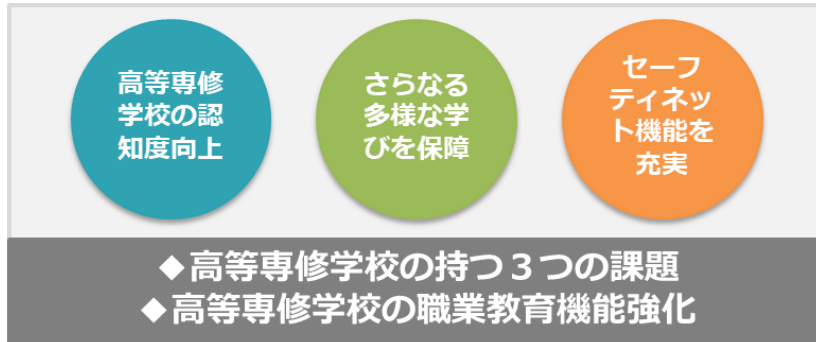 高等専修
学校の認
知度向上
さらなる
多様な学
びを保障
セーフ
ティネッ
ト機能を
充実
◆高等専修学校の持つ３つの課題
◆高等専修学校の職業教育機能強化